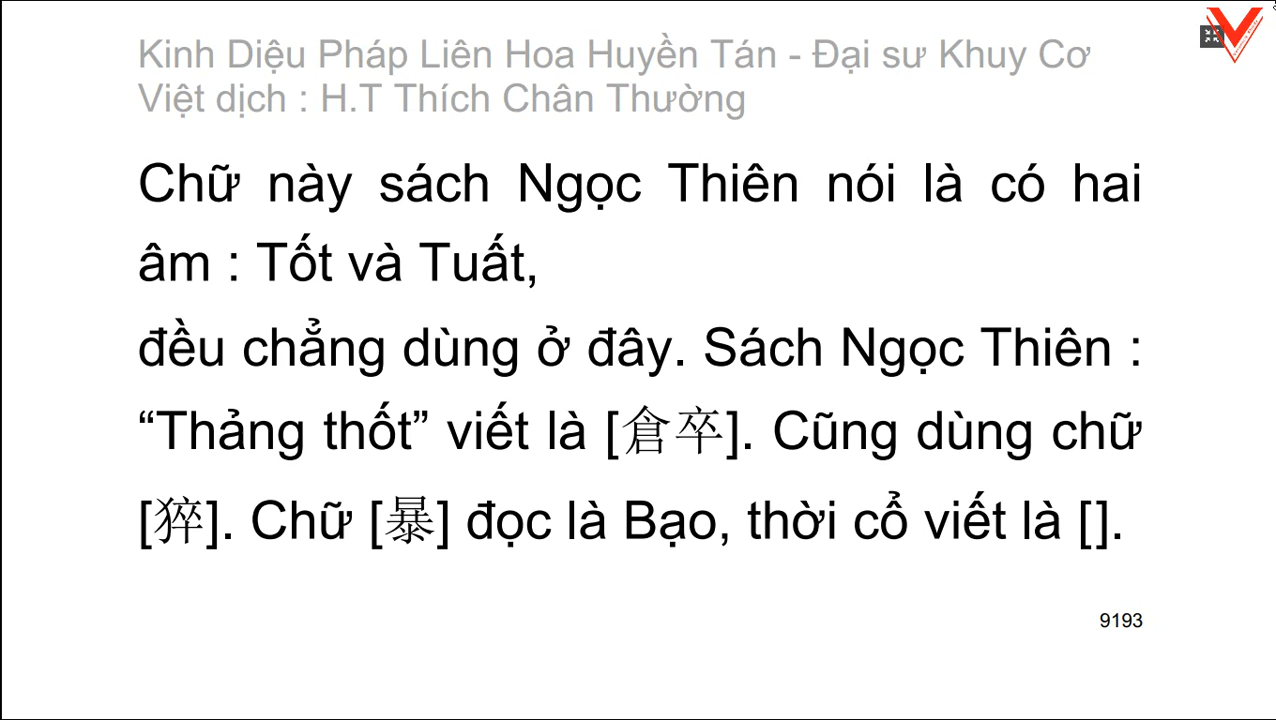 Kinh Diệu Pháp Liên Hoa Huyền Tán - Đại sư Khuy Cơ
Việt dịch : H.T Thích Chân Thường
Chữ này sách Ngọc Thiên nói là có hai
âm : Tốt và Tuất,
đều chẳng dùng ở đây. Sách Ngọc Thiên :
“Thảng thốt” viết là [倉卒]. Cũng dùng chữ
[猝]. Chữ [暴] đọc là Bạo, thời cổ viết là [].
9193